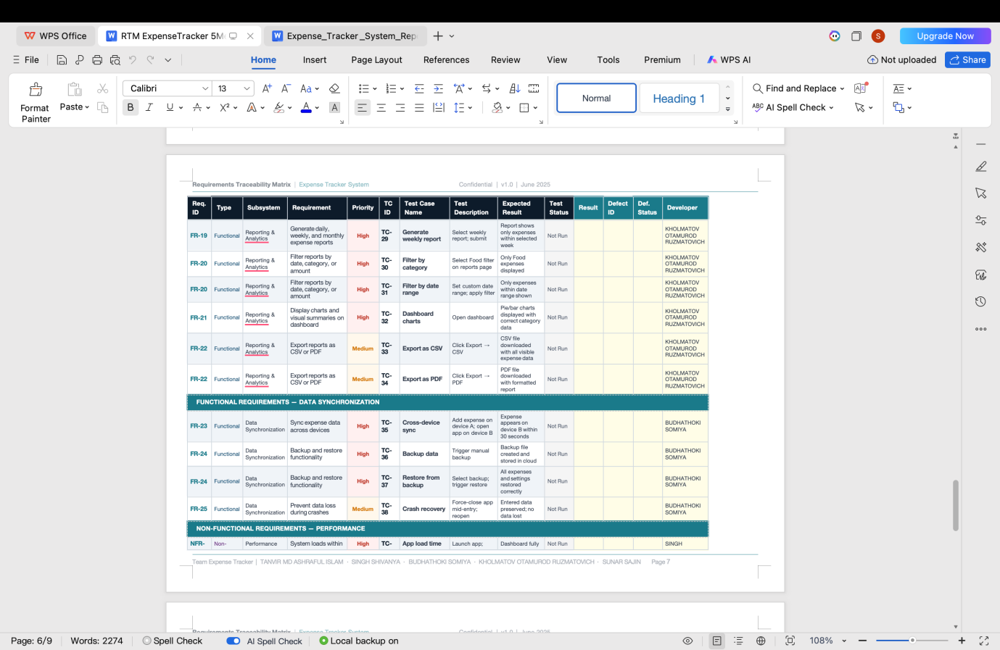 WPS Office
RTM ExpenseTracker 5M
Expense_Tracker_System_Rep
S
Upgrade Now
File
Home
Insert
Page Layout
References
Review
View
Tools
Premium
WPS AI
Not uploaded
Share
Format
Painter
Paste
Calibri
13
Normal
Heading 1
Find and Replace
AI Spell Check
Requirements Traceability Matrix | Expense Tracker System
Confidential | v1.0 | June 2025
Req. ID Type Subsystem Requirement Priority TC ID Test Case Name Test Description Expected Result Test Status Result Defect ID Def. Status Developer
FR-19 Functional Reporting & Analytics Generate daily, weekly, and monthly expense reports High TC-29 Generate weekly report Select weekly report; submit Report shows only expenses within selected week Not Run KHOLMATOV OTAMUROD RUZMATOVICH
FR-20 Functional Reporting & Analytics Filter reports by date, category, or amount High TC-30 Filter by category Select Food filter on reports page Only Food expenses displayed Not Run KHOLMATOV OTAMUROD RUZMATOVICH
FR-20 Functional Reporting & Analytics Filter reports by date, category, or amount High TC-31 Filter by date range Set custom date range; apply filter Only expenses within date range shown Not Run KHOLMATOV OTAMUROD RUZMATOVICH
FR-21 Functional Reporting & Analytics Display charts and visual summaries on dashboard High TC-32 Dashboard charts Open dashboard Pie/bar charts displayed with correct category data Not Run KHOLMATOV OTAMUROD RUZMATOVICH
FR-22 Functional Reporting & Analytics Export reports as CSV or PDF Medium TC-33 Export as CSV Click Export → CSV CSV file downloaded with all visible expense data Not Run KHOLMATOV OTAMUROD RUZMATOVICH
FR-22 Functional Reporting & Analytics Export reports as CSV or PDF Medium TC-34 Export as PDF Click Export → PDF PDF file downloaded with formatted report Not Run KHOLMATOV OTAMUROD RUZMATOVICH
FUNCTIONAL REQUIREMENTS — DATA SYNCHRONIZATION
FR-23 Functional Data Synchronization Sync expense data across devices High TC-35 Cross-device sync Add expense on device A; open app on device B Expense appears on device B within 30 seconds Not Run BUDHATHOKI SOMIYA
FR-24 Functional Data Synchronization Backup and restore functionality High TC-36 Backup data Trigger manual backup Backup file created and stored in cloud Not Run BUDHATHOKI SOMIYA
FR-24 Functional Data Synchronization Backup and restore functionality High TC-37 Restore from backup Select backup; trigger restore All expenses and settings restored correctly Not Run BUDHATHOKI SOMIYA
FR-25 Functional Data Synchronization Prevent data loss during crashes Medium TC-38 Crash recovery Force-close app mid-entry; reopen Entered data preserved; no data lost Not Run BUDHATHOKI SOMIYA
NON-FUNCTIONAL REQUIREMENTS — PERFORMANCE
NFR- Non- Performance System loads within High TC- App load time Launch app; Dashboard fully Not Run SINGH
Team Expense Tracker | TANVIR MD ASHRAFUL ISLAM · SINGH SHIVANYA · BUDHATHOKI SOMIYA · KHOLMATOV OTAMUROD RUZMATOVICH · SUNAR SAJIN Page 7
Requirements Traceability Matrix | Expense Tracker System
Confidential | v1.0 | June 2025
Page: 6/9
Words: 2274
Spell Check
AI Spell Check
Local backup on
108%